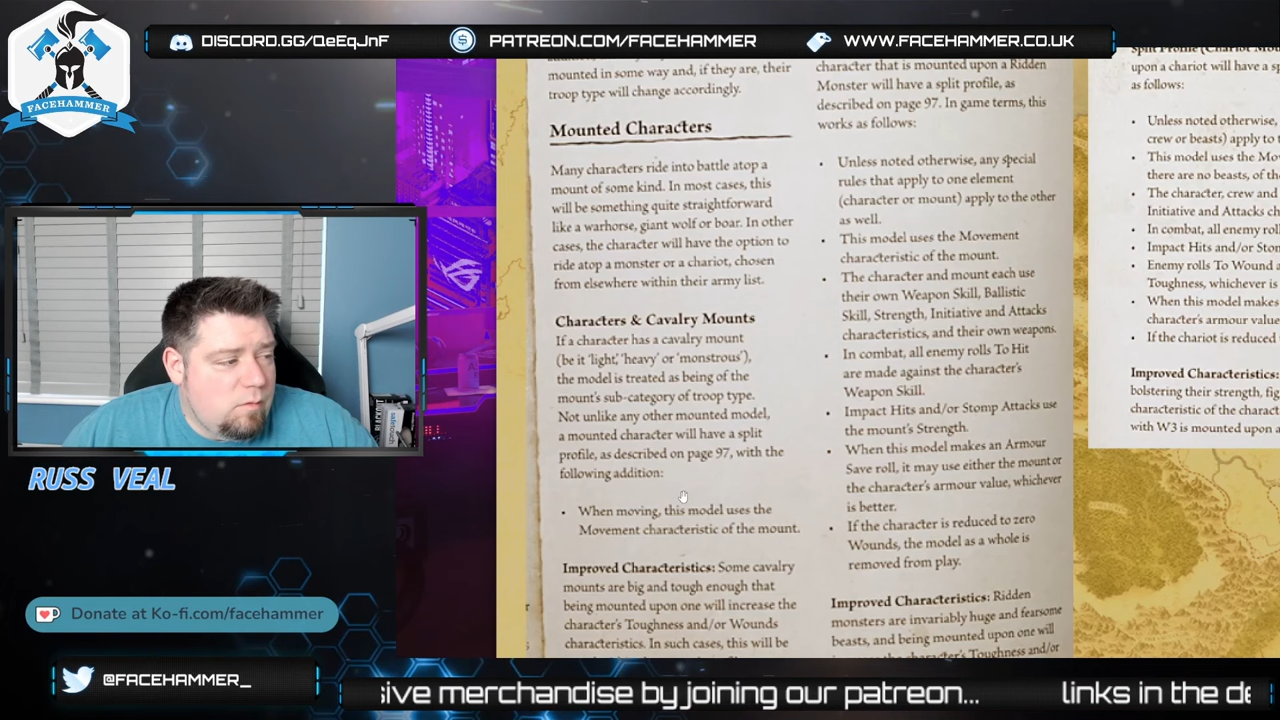 DISCORD.GG/QeEqJnF
PATREON.COM/FACEHAMMER
WWW.FACEHAMMER.CO.UK
FACEHAMMER
RUSS VEAL
Donate at Ko-fi.com/facehammer
@FACEHAMMER_
ive merchandise by joining our patreon...
links in the de
mounted in some way and, if they are, their
troop type will change accordingly.
Mounted Characters
Many characters ride into battle atop a
mount of some kind. In most cases, this
will be something quite straightforward
like a warhorse, giant wolf or boar. In other
cases, the character will have the option to
ride atop a monster or a chariot, chosen
from elsewhere within their army list.
Characters & Cavalry Mounts
If a character has a cavalry mount
(be it 'light', 'heavy' or 'monstrous'),
the model is treated as being of the
mount's sub-category of troop type.
Not unlike any other mounted model,
a mounted character will have a split
profile, as described on page 97, with the
following addition:
• When moving, this model uses the
Movement characteristic of the mount.
Improved Characteristics: Some cavalry
mounts are big and tough enough that
being mounted upon one will increase the
character's Toughness and/or Wounds
characteristics. In such cases, this will be
character that is mounted upon a Ridden
Monster will have a split profile, as
described on page 97. In game terms, this
works as follows:
• Unless noted otherwise, any special
rules that apply to one element
(character or mount) apply to the other
as well.
• This model uses the Movement
characteristic of the mount.
• The character and mount each use
their own Weapon Skill, Ballistic
Skill, Strength, Initiative and Attacks
characteristics, and their own weapons.
• In combat, all enemy rolls To Hit
are made against the character's
Weapon Skill.
• Impact Hits and/or Stomp Attacks use
the mount's Strength.
• When this model makes an Armour
Save roll, it may use either the mount or
the character's armour value, whichever
is better.
• If the character is reduced to zero
Wounds, the model as a whole is
removed from play.
Improved Characteristics: Ridden
monsters are invariably huge and fearsome
beasts, and being mounted upon one will
character's Toughness and/or
Split Profile (Chariot Mou
upon a chariot will have a sp
as follows:
• Unless noted otherwise,
crew or beasts) apply to t
• This model uses the Mo
there are no beasts, of th
• The character, crew and
Initiative and Attacks ch
• In combat, all enemy roll
• Impact Hits and/or Stom
• Enemy rolls To Wound a
Toughness, whichever is
• When this model makes
character's armour value
• If the chariot is reduced
Improved Characteristics:
bolstering their strength, fig
characteristic of the charact
with W3 is mounted upon a